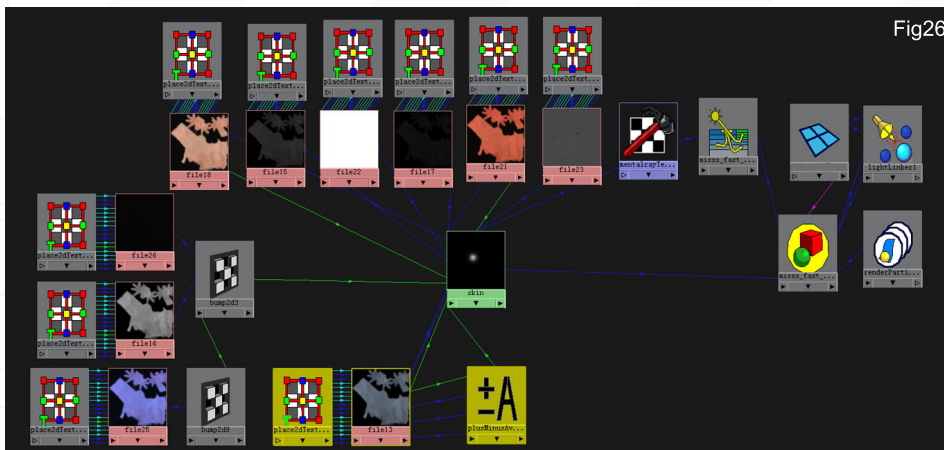 Fig26
place2dText...
place2dText...
place2dText...
place2dText...
place2dText...
place2dText...
file18
file15
file22
file17
file21
file23
mentalrayTe...
misss_fast_...
lightLinker1
place2dText...
file20
bump2d3
skin
misss_fast_...
renderParti...
place2dText...
file14
place2dText...
file25
bump2d9
place2dText...
file13
plusMinusAv...